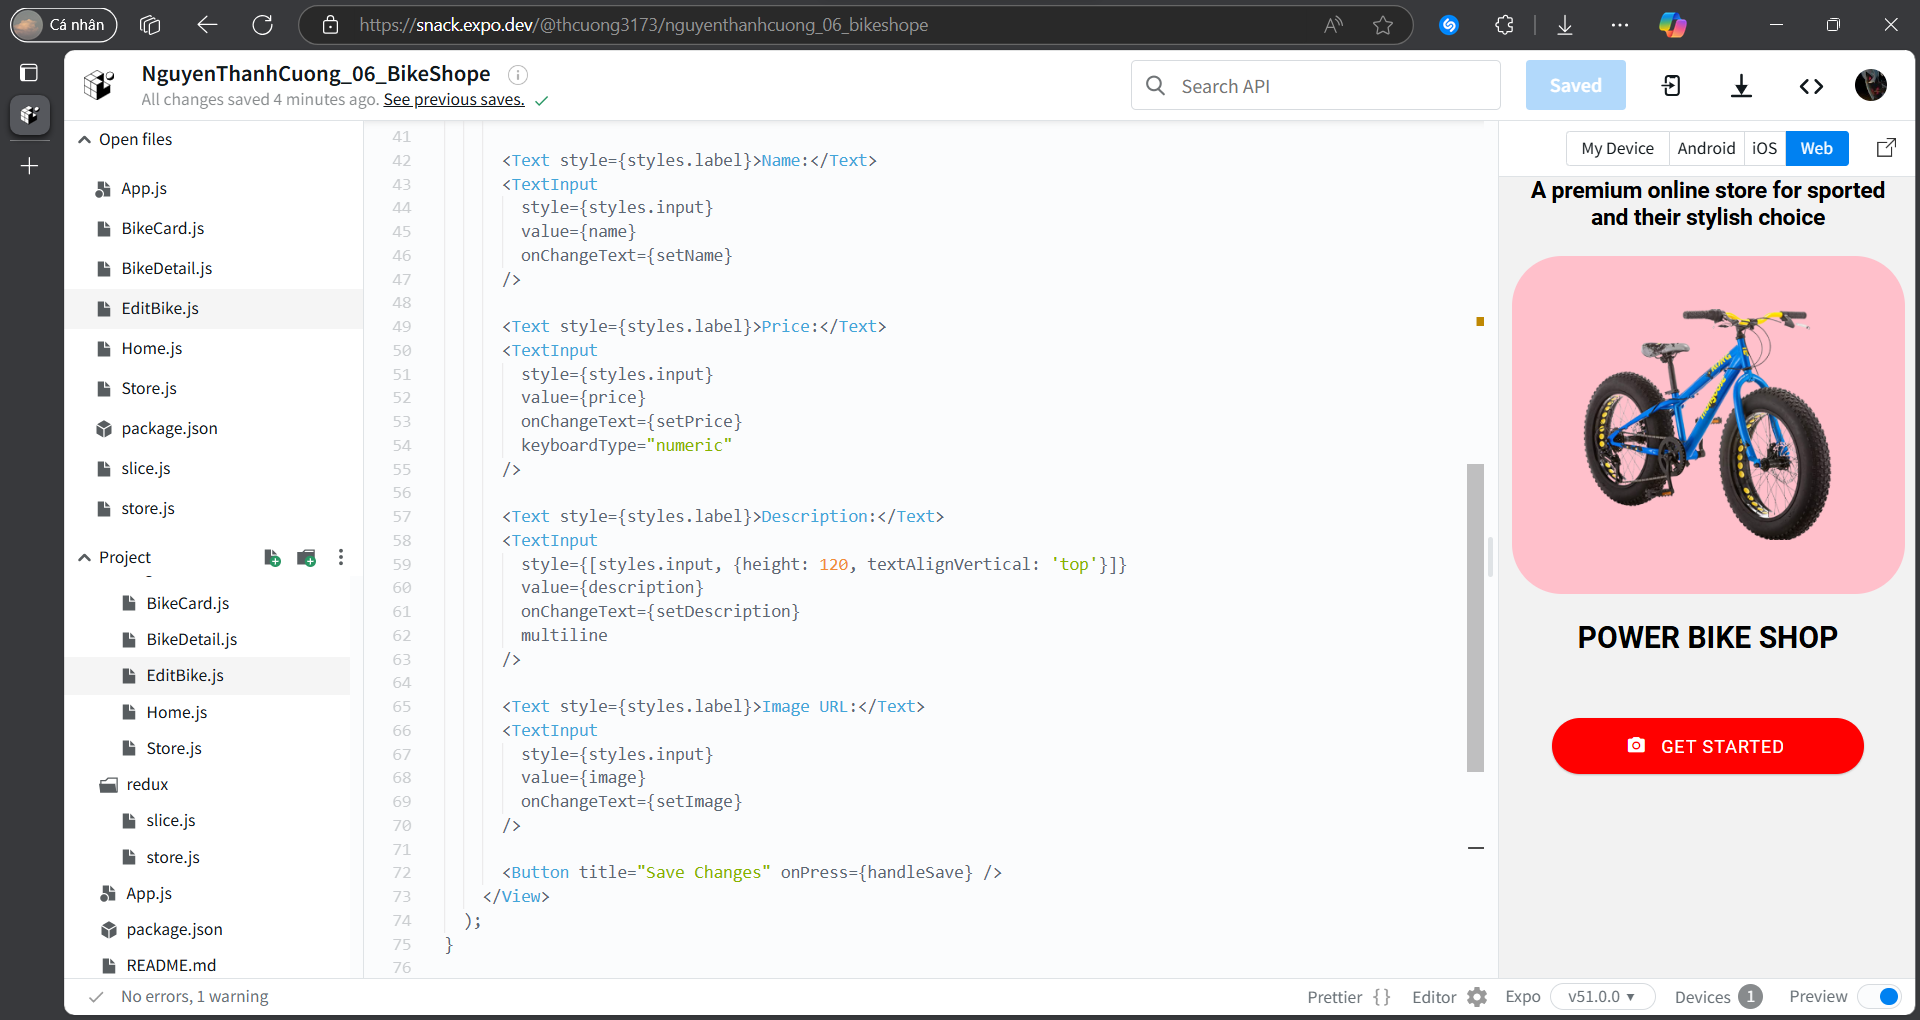 Cá nhân
https://snack.expo.dev/@thcuong3173/nguyenthanhcuong_06_bikeshope
NguyenThanhCuong_06_BikeShope
All changes saved 4 minutes ago. See previous saves.
Search API
Saved
Open files
App.js
BikeCard.js
BikeDetail.js
EditBike.js
Home.js
Store.js
package.json
slice.js
store.js
Project
BikeCard.js
BikeDetail.js
EditBike.js
Home.js
Store.js
redux
slice.js
store.js
App.js
package.json
README.md
41
42 <Text style={styles.label}>Name:</Text>
43 <TextInput
44 style={styles.input}
45 value={name}
46 onChangeText={setName}
47 />
48
49 <Text style={styles.label}>Price:</Text>
50 <TextInput
51 style={styles.input}
52 value={price}
53 onChangeText={setPrice}
54 keyboardType="numeric"
55 />
56
57 <Text style={styles.label}>Description:</Text>
58 <TextInput
59 style={[styles.input, {height: 120, textAlignVertical: 'top'}]}
60 value={description}
61 onChangeText={setDescription}
62 multiline
63 />
64
65 <Text style={styles.label}>Image URL:</Text>
66 <TextInput
67 style={styles.input}
68 value={image}
69 onChangeText={setImage}
70 />
71
72 <Button title="Save Changes" onPress={handleSave} />
73 </View>
74 );
75 }
76
My Device Android iOS Web
A premium online store for sported
and their stylish choice
POWER BIKE SHOP
GET STARTED
No errors, 1 warning
Prettier { } Editor Expo v51.0.0 Devices 1 Preview